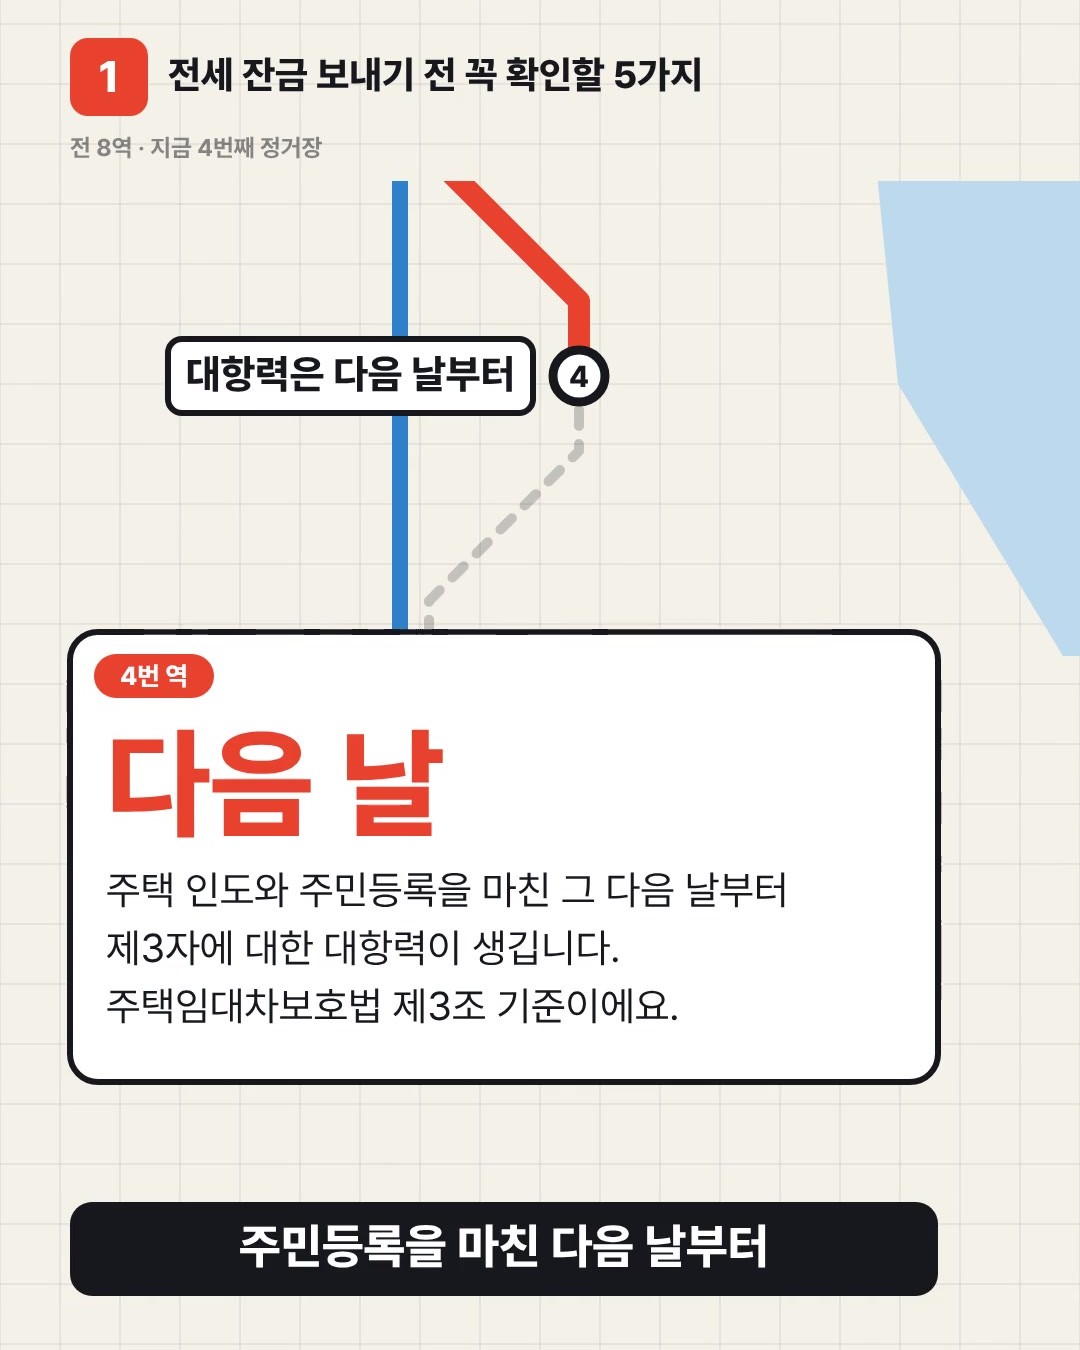 1
전세 잔금 보내기 전 꼭 확인할 5가지
전 8역 · 지금 4번째 정거장
대항력은 다음 날부터
4
4번 역
다음 날
주택 인도와 주민등록을 마친 그 다음 날부터
제3자에 대한 대항력이 생깁니다.
주택임대차보호법 제3조 기준이에요.
주민등록을 마친 다음 날부터